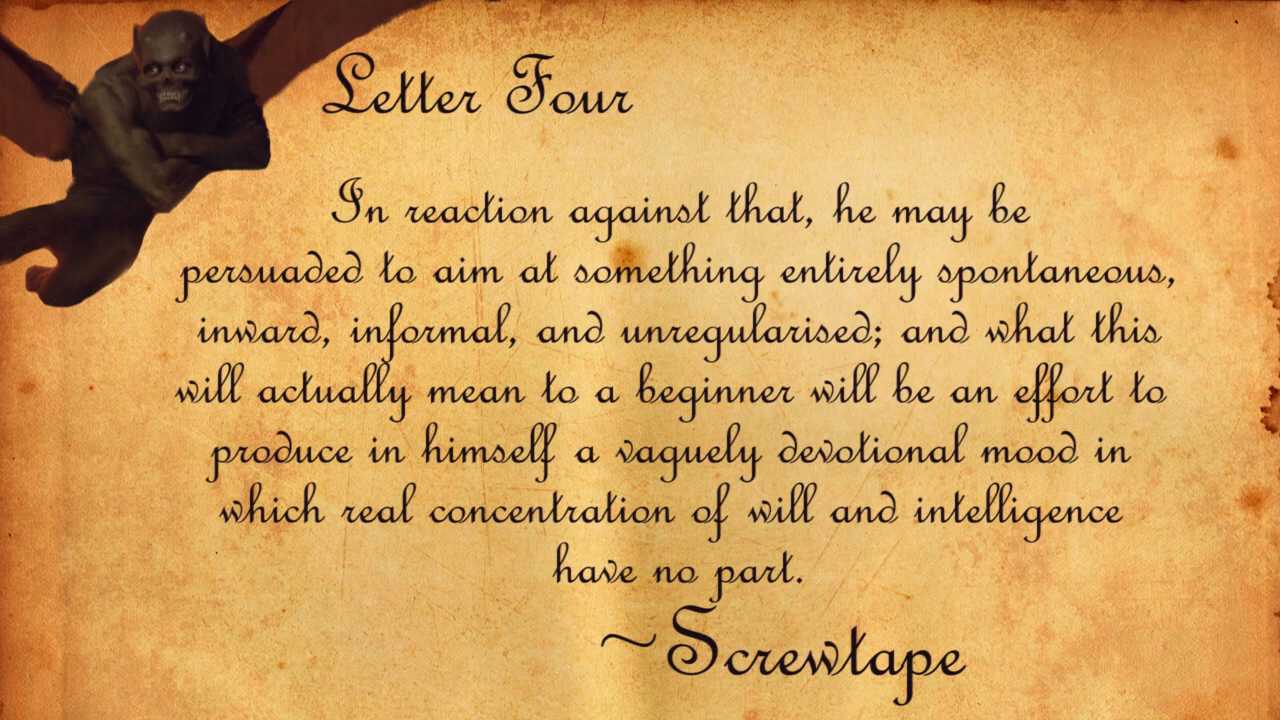 Letter Four
In reaction against that, he may be
persuaded to aim at something entirely spontaneous,
inward, informal, and unregularised; and what this
will actually mean to a beginner will be an effort to
produce in himself a vaguely devotional mood in
which real concentration of will and intelligence
have no part.
~Screwtape